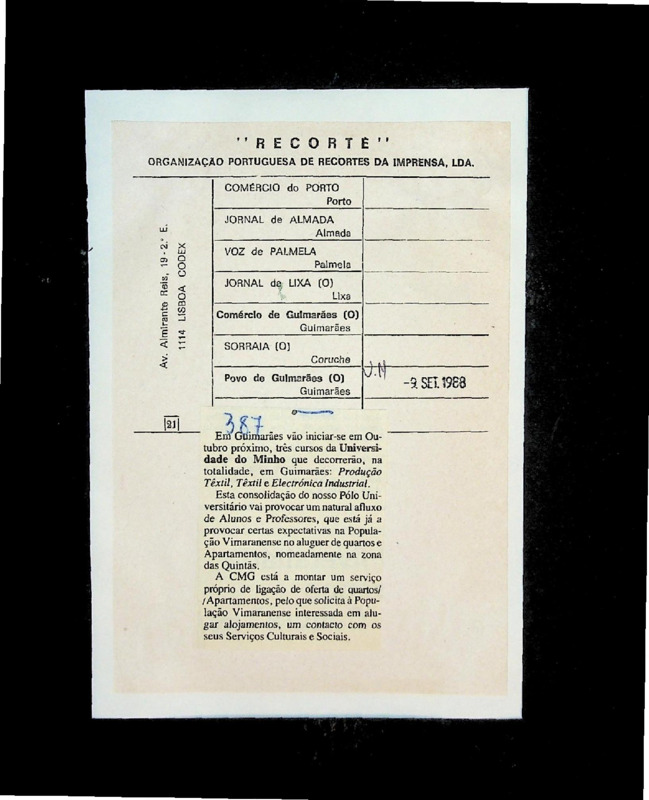 "RECORTE"
ORGANIZAÇÃO PORTUGUESA DE RECORTES DA IMPRENSA, LDA.
Av. Almirante Reis, 19 - 2.º E.
1114 LISBOA CODEX
COMÉRCIO do PORTO
Porto
JORNAL de ALMADA
Almada
VOZ de PALMELA
Palmela
JORNAL de LIXA (O)
Lixa
Comércio de Guimarães (O)
Guimarães
SORRAIA (O)
Coruche
Povo de Guimarães (O)
Guimarães
-9. SET. 1988
21
387
Em Guimarães vão iniciar-se em Ou-
tubro próximo, três cursos da Universi-
dade do Minho que decorrerão, na
totalidade, em Guimarães: Produção
Têxtil, Têxtil e Electrónica Industrial.
Esta consolidação do nosso Pólo Uni-
versitário vai provocar um natural afluxo
de Alunos e Professores, que está já a
provocar certas expectativas na Popula-
ção Vimaranense no aluguer de quartos e
Apartamentos, nomeadamente na zona
das Quintãs.
A CMG está a montar um serviço
próprio de ligação de oferta de quartos/
/Apartamentos, pelo que solicita à Popu-
lação Vimaranense interessada em alu-
gar alojamentos, um contacto com os
seus Serviços Culturais e Sociais.